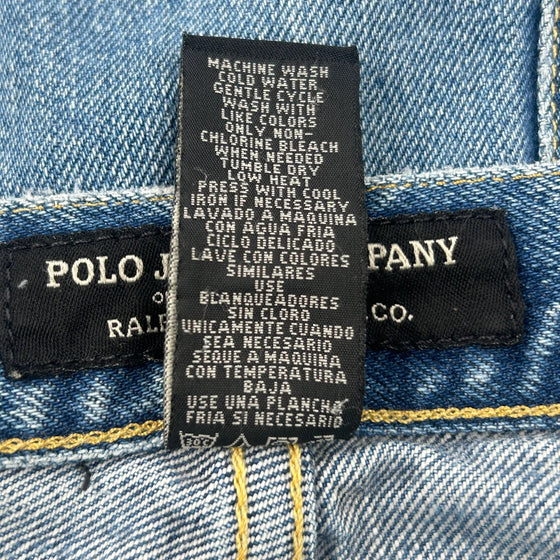 MACHINE WASH
COLD WATER
GENTLE CYCLE
WASH WITH
LIKE COLORS
ONLY NON-
CHLORINE BLEACH
WHEN NEEDED
TUMBLE DRY
LOW HEAT
PRESS WITH COOL
IRON IF NECESSARY
LAVADO A MAQUINA
CON AGUA FRIA
CICLO DELICADO
LAVE CON COLORES
SIMILARES
USE
BLANQUEADORES
SIN CLORO
UNICAMENTE CUANDO
SEA NECESARIO
SEQUE A MAQUINA
CON TEMPERATURA
BAJA
USE UNA PLANCHA
FRIA SI NECESARIO
POLO J PANY
RAL .CO.